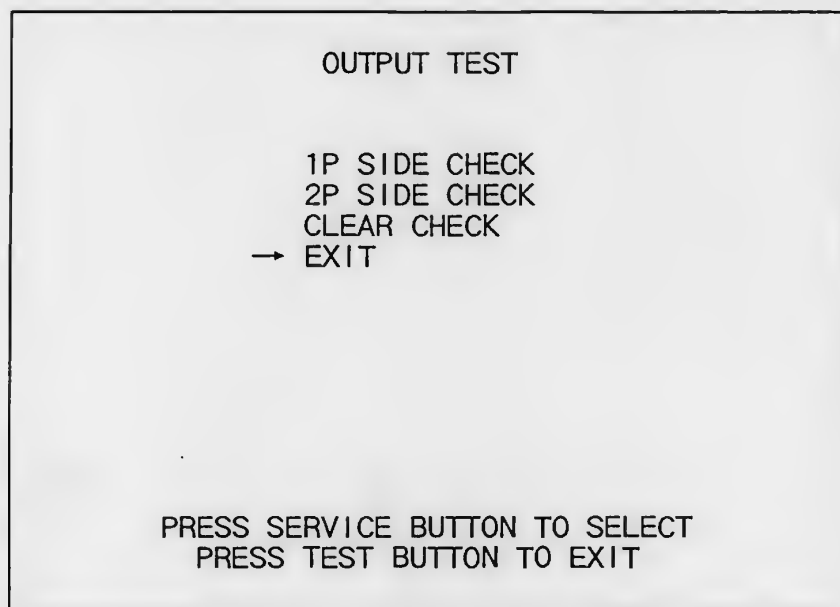 OUTPUT TEST
1P SIDE CHECK
2P SIDE CHECK
CLEAR CHECK
→ EXIT
PRESS SERVICE BUTTON TO SELECT
PRESS TEST BUTTON TO EXIT